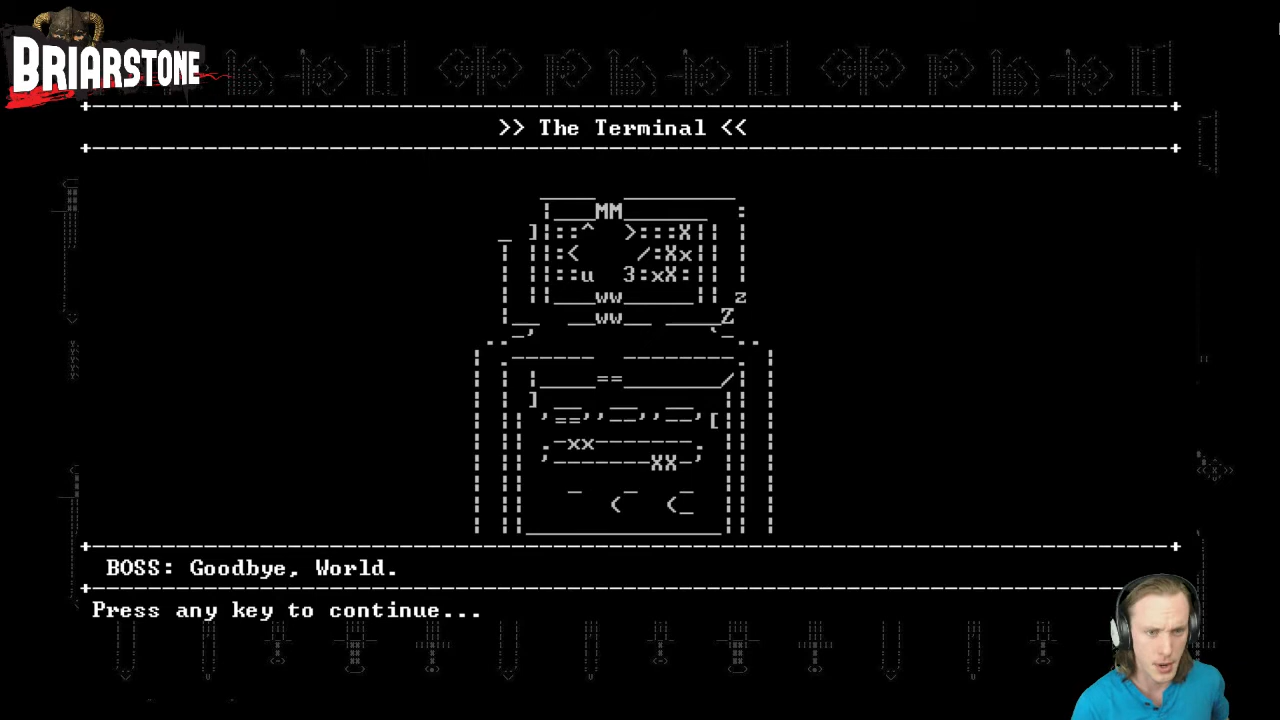 BRIARSTONE
>> The Terminal <<
BOSS: Goodbye, World.
Press any key to continue...